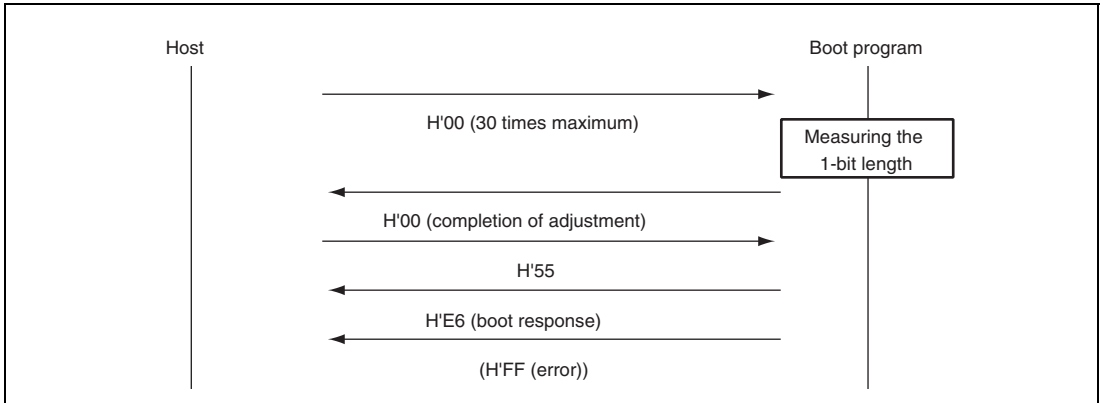 Host
Boot program
H'00 (30 times maximum)
Measuring the
1-bit length
H'00 (completion of adjustment)
H'55
H'E6 (boot response)
(H'FF (error))